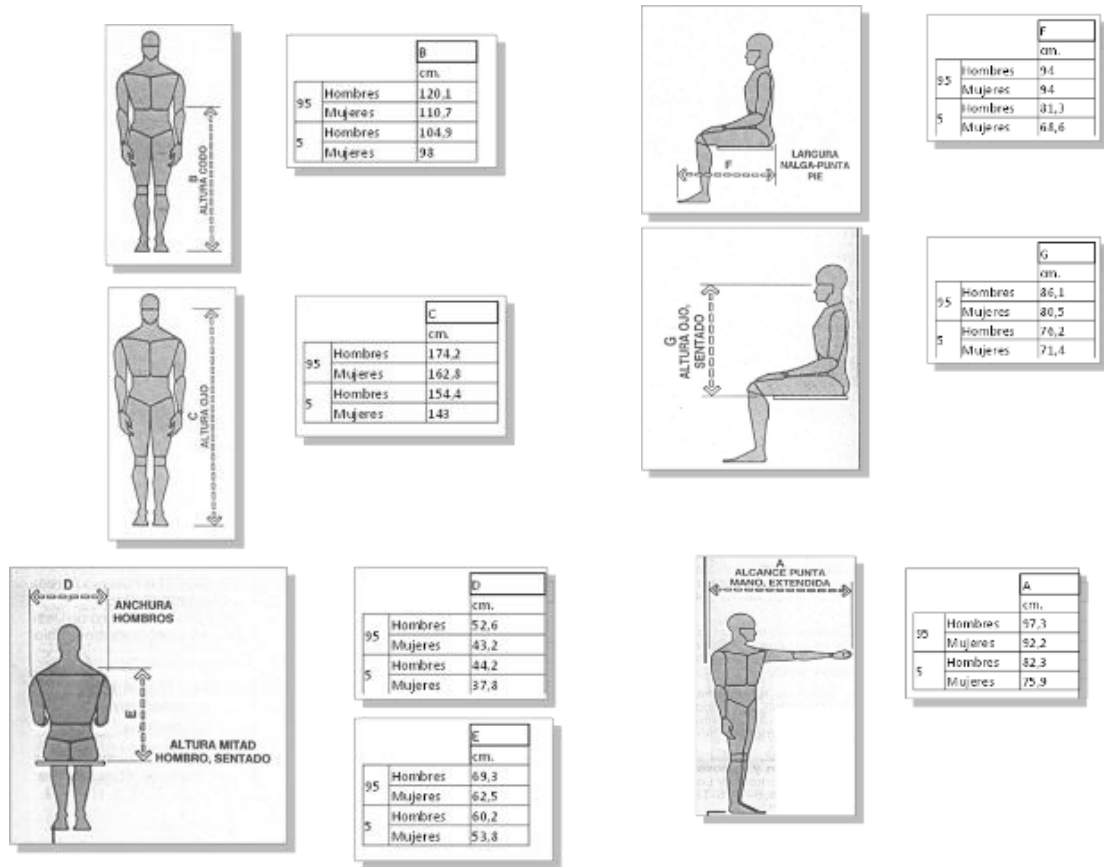 B
cm.
95 Hombres 120,1
Mujeres 110,7
5 Hombres 104,9
Mujeres 98
B
ALTURA CODO
F
cm.
95 Hombres 94
Mujeres 94
5 Hombres 81,3
Mujeres 68,6
F
LARGURA
NALGA-PUNTA
PIE
C
cm.
95 Hombres 174,2
Mujeres 162,8
5 Hombres 154,4
Mujeres 143
C
ALTURA OJO
G
cm.
95 Hombres 86,1
Mujeres 80,5
5 Hombres 76,2
Mujeres 71,4
G
ALTURA OJO,
SENTADO
D
ANCHURA
HOMBROS
E
ALTURA MITAD
HOMBRO, SENTADO
D
cm.
95 Hombres 52,6
Mujeres 43,2
5 Hombres 44,2
Mujeres 37,8
E
cm.
95 Hombres 69,3
Mujeres 62,5
5 Hombres 60,2
Mujeres 53,8
A
ALCANCE PUNTA
MANO, EXTENDIDA
A
cm.
95 Hombres 97,3
Mujeres 92,2
5 Hombres 82,3
Mujeres 75,9